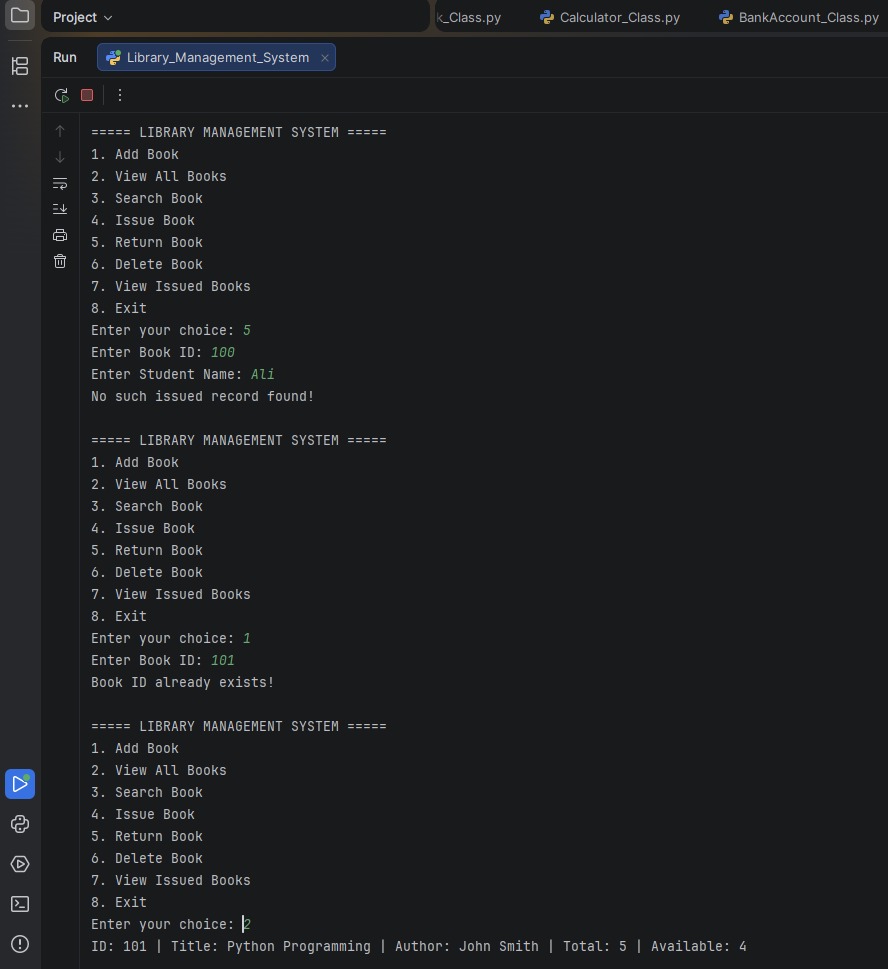 Project
k_Class.py
Calculator_Class.py
BankAccount_Class.py
Run
Library_Management_System
===== LIBRARY MANAGEMENT SYSTEM =====
1. Add Book
2. View All Books
3. Search Book
4. Issue Book
5. Return Book
6. Delete Book
7. View Issued Books
8. Exit
Enter your choice: 5
Enter Book ID: 100
Enter Student Name: Ali
No such issued record found!
===== LIBRARY MANAGEMENT SYSTEM =====
1. Add Book
2. View All Books
3. Search Book
4. Issue Book
5. Return Book
6. Delete Book
7. View Issued Books
8. Exit
Enter your choice: 1
Enter Book ID: 101
Book ID already exists!
===== LIBRARY MANAGEMENT SYSTEM =====
1. Add Book
2. View All Books
3. Search Book
4. Issue Book
5. Return Book
6. Delete Book
7. View Issued Books
8. Exit
Enter your choice: 2
ID: 101 | Title: Python Programming | Author: John Smith | Total: 5 | Available: 4